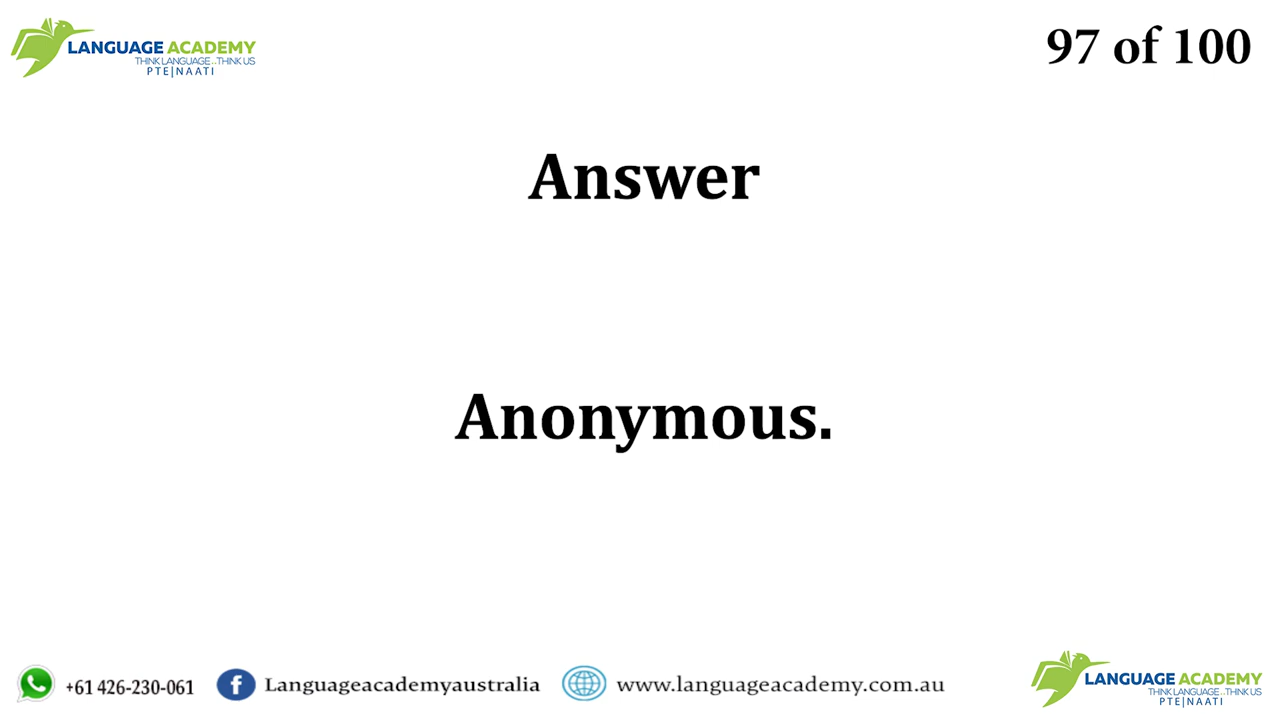 LANGUAGE ACADEMY
THINK LANGUAGE..THINK US
PTE|NAATI
97 of 100
Answer
Anonymous.
+61 426-230-061
f
Languageacademyaustralia
www.languageacademy.com.au
LANGUAGE ACADEMY
THINK LANGUAGE..THINK US
PTE|NAATI